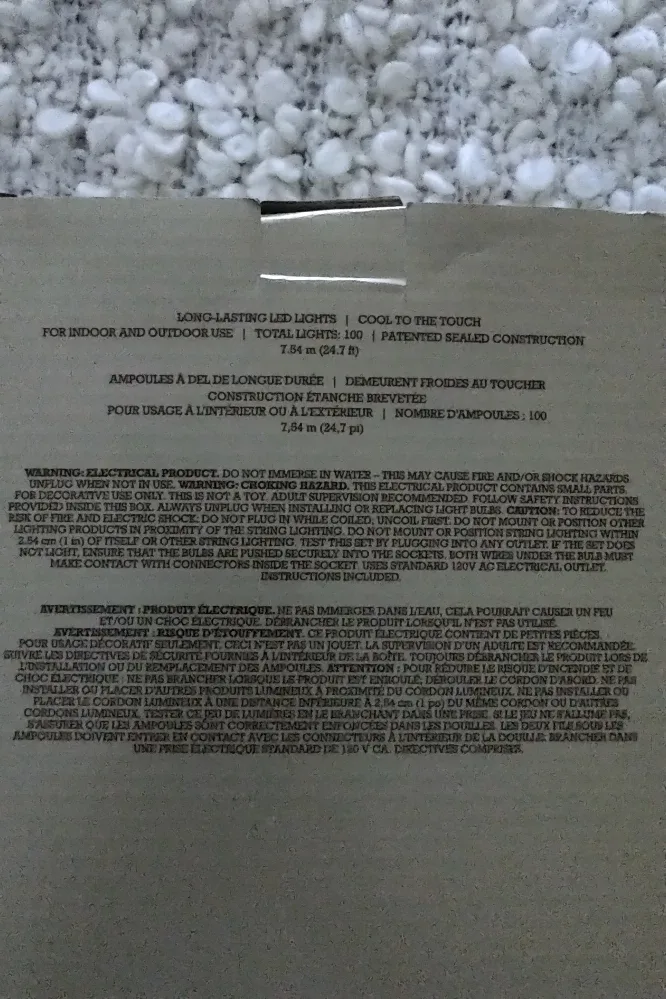 LONG-LASTING LED LIGHTS | COOL TO THE TOUCH
FOR INDOOR AND OUTDOOR USE | TOTAL LIGHTS: 100 | PATENTED SEALED CONSTRUCTION
7.54 m (24.7 ft)
AMPOULES À DEL DE LONGUE DURÉE | DEMEURENT FROIDES AU TOUCHER
CONSTRUCTION ÉTANCHE BREVETÉE
POUR USAGE À L'INTÉRIEUR OU À L'EXTÉRIEUR | NOMBRE D'AMPOULES : 100
7,54 m (24,7 pi)
WARNING: ELECTRICAL PRODUCT. DO NOT IMMERSE IN WATER – THIS MAY CAUSE FIRE AND/OR SHOCK HAZARDS.
UNPLUG WHEN NOT IN USE. WARNING: CHOKING HAZARD. THIS ELECTRICAL PRODUCT CONTAINS SMALL PARTS.
FOR DECORATIVE USE ONLY. THIS IS NOT A TOY. ADULT SUPERVISION RECOMMENDED. FOLLOW SAFETY INSTRUCTIONS
PROVIDED INSIDE THIS BOX. ALWAYS UNPLUG WHEN INSTALLING OR REPLACING LIGHT BULBS. CAUTION: TO REDUCE THE
RISK OF FIRE AND ELECTRIC SHOCK: DO NOT PLUG IN WHILE COILED; UNCOIL FIRST. DO NOT MOUNT OR POSITION OTHER
LIGHTING PRODUCTS IN PROXIMITY OF THE STRING LIGHTING. DO NOT MOUNT OR POSITION STRING LIGHTING WITHIN
2.54 cm (1 in) OF ITSELF OR OTHER STRING LIGHTING. TEST THIS SET BY PLUGGING INTO ANY OUTLET. IF THE SET DOES
NOT LIGHT, ENSURE THAT THE BULBS ARE PUSHED SECURELY INTO THE SOCKETS. BOTH WIRES UNDER THE BULB MUST
MAKE CONTACT WITH CONNECTORS INSIDE THE SOCKET. USES STANDARD 120V AC ELECTRICAL OUTLET.
INSTRUCTIONS INCLUDED.
AVERTISSEMENT : PRODUIT ÉLECTRIQUE. NE PAS IMMERGER DANS L'EAU, CELA POURRAIT CAUSER UN FEU
ET/OU UN CHOC ÉLECTRIQUE. DÉBRANCHER LE PRODUIT LORSQU'IL N'EST PAS UTILISÉ.
AVERTISSEMENT : RISQUE D'ÉTOUFFEMENT. CE PRODUIT ÉLECTRIQUE CONTIENT DE PETITES PIÈCES.
POUR USAGE DÉCORATIF SEULEMENT. CECI N'EST PAS UN JOUET. LA SUPERVISION D'UN ADULTE EST RECOMMANDÉE.
SUIVRE LES DIRECTIVES DE SÉCURITÉ FOURNIES À L'INTÉRIEUR DE LA BOÎTE. TOUJOURS DÉBRANCHER LE PRODUIT LORS DE
L'INSTALLATION OU DU REMPLACEMENT DES AMPOULES. ATTENTION : POUR RÉDUIRE LE RISQUE D'INCENDIE ET DE
CHOC ÉLECTRIQUE : NE PAS BRANCHER LORSQUE LE PRODUIT EST ENROULÉ; DÉROULER LE CORDON D'ABORD. NE PAS
INSTALLER OU PLACER D'AUTRES PRODUITS LUMINEUX À PROXIMITÉ DU CORDON LUMINEUX. NE PAS INSTALLER OU
PLACER LE CORDON LUMINEUX À UNE DISTANCE INFÉRIEURE À 2,54 cm (1 po) DU MÊME CORDON OU D'AUTRES
CORDONS LUMINEUX. TESTER CE JEU DE LUMIÈRES EN LE BRANCHANT DANS UNE PRISE. SI LE JEU NE S'ALLUME PAS,
S'ASSURER QUE LES AMPOULES SONT CORRECTEMENT ENFONCÉES DANS LES DOUILLES. LES DEUX FILS SOUS LES
AMPOULES DOIVENT ENTRER EN CONTACT AVEC LES CONNECTEURS À L'INTÉRIEUR DE LA DOUILLE. BRANCHER DANS
UNE PRISE ÉLECTRIQUE STANDARD DE 120 V CA. DIRECTIVES COMPRISES.